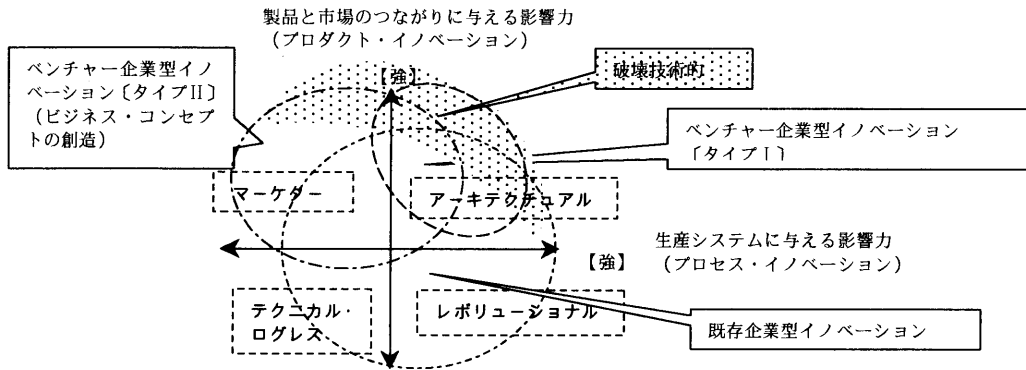 製品と市場のつながりに与える影響力
（プロダクト・イノベーション）
ベンチャー企業型イノ
ベーション〔タイプII〕
（ビジネス・コンセプ
トの創造）
【強】
破壊技術的
ベンチャー企業型イノベーション
〔タイプI〕
マーケター
アーキテクチュアル
生産システムに与える影響力
【強】
（プロセス・イノベーション）
テクニカル・
ログレス
レボリューショナル
既存企業型イノベーション